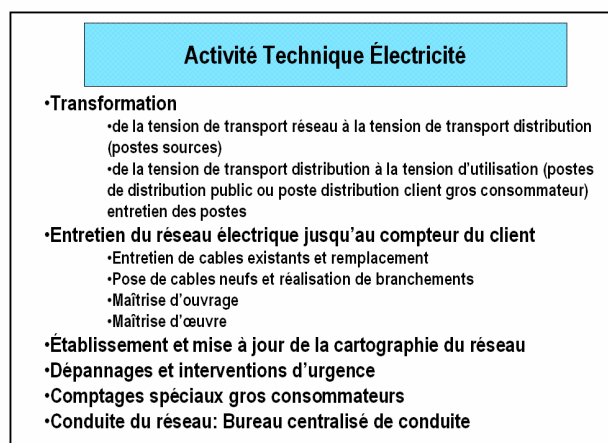 Activité Technique Électricité
•Transformation
•de la tension de transport réseau à la tension de transport distribution
(postes sources)
•de la tension de transport distribution à la tension d'utilisation (postes
de distribution public ou poste distribution client gros consommateur)
entretien des postes
•Entretien du réseau électrique jusqu'au compteur du client
•Entretien de cables existants et remplacement
•Pose de cables neufs et réalisation de branchements
•Maîtrise d'ouvrage
•Maîtrise d'œuvre
•Établissement et mise à jour de la cartographie du réseau
•Dépannages et interventions d'urgence
•Comptages spéciaux gros consommateurs
•Conduite du réseau: Bureau centralisé de conduite